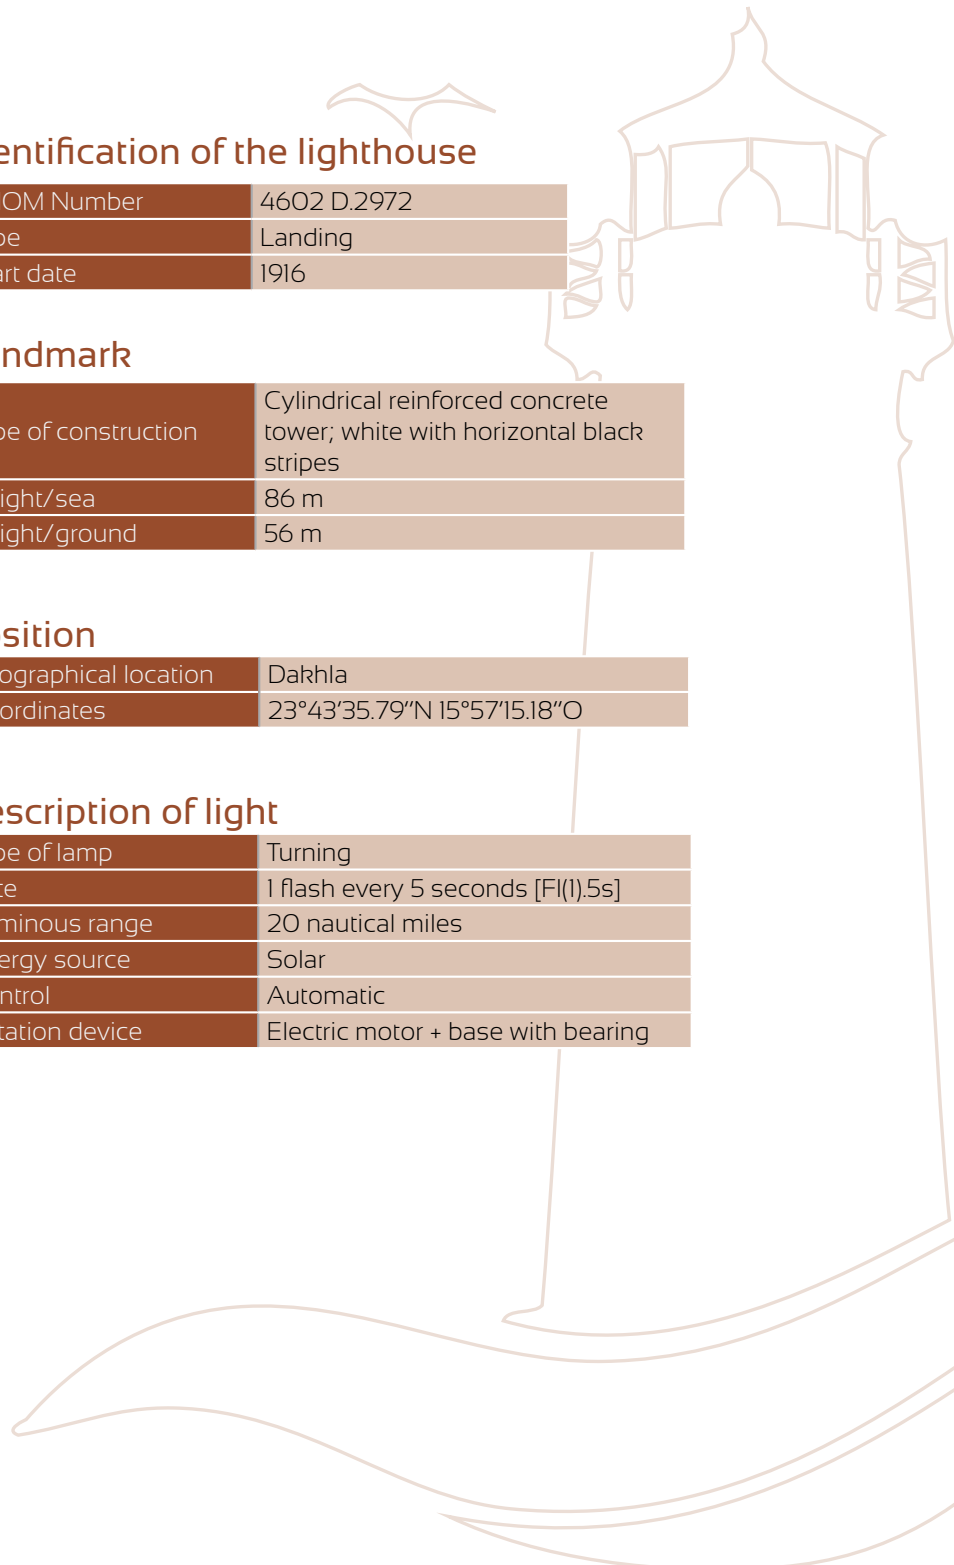 entification of the lighthouse
OM Number 4602 D.2972
pe Landing
art date 1916
ndmark
pe of construction Cylindrical reinforced concrete
tower; white with horizontal black
stripes
ight/sea 86 m
ight/ground 56 m
sition
ographical location Dakhla
ordinates 23°43’35.79’’N 15°57’15.18’’O
escription of light
pe of lamp Turning
te 1 flash every 5 seconds [Fl(1).5s]
minous range 20 nautical miles
ergy source Solar
ntrol Automatic
tation device Electric motor + base with bearing